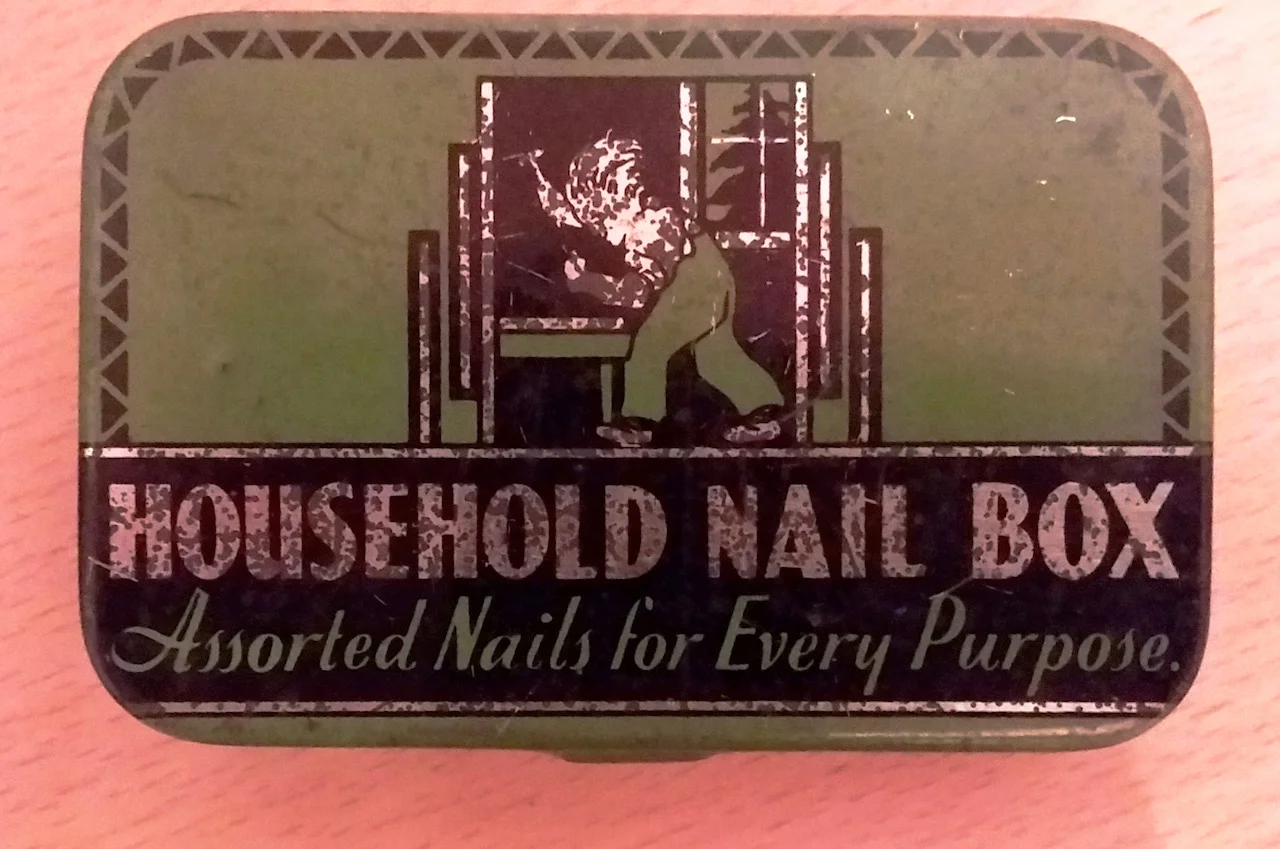 HOUSEHOLD NAIL BOX
Assorted Nails for Every Purpose.